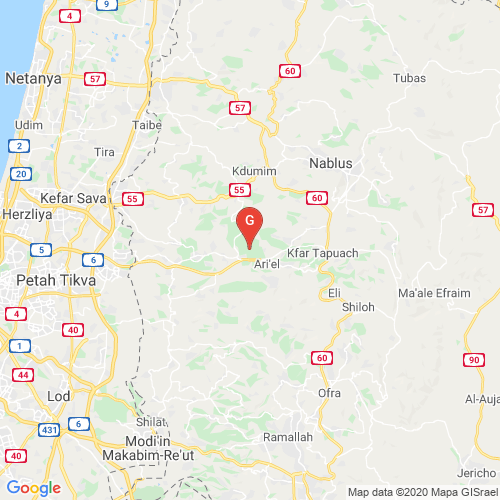 4
9
60
Netanya
57
Tubas
57
Udim
Taibe
2
Tira
Nablus
20
Kdumim
55
60
Kefar Sava
55
57
Herzliya
G
5
6
Kfar Tapuach
Ari'el
Petah Tikva
Eli
Ma'ale Efraim
Shiloh
4
40
1
60
90
44
Lod
Ofra
Al-Auja
Shilat
6
431
Ramallah
Modi'in
Makabim-Re'ut
40
Jericho
Google
Map data ©2020 Mapa GISrael